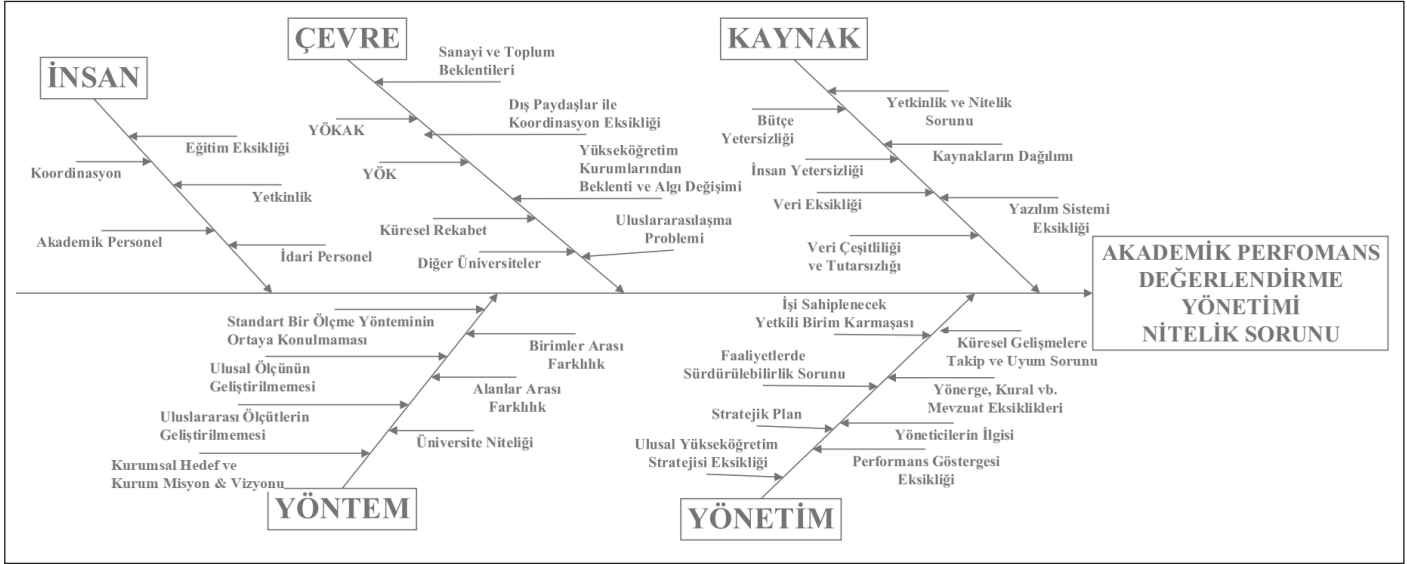 ÇEVRE
KAYNAK
İNSAN
Sanayi ve Toplum
Beklentileri
Dış Paydaşlar ile
Koordinasyon Eksikliği
YÖKAK
Yükseköğretim
Kurumlarından
Beklenti ve Algı Değişimi
YÖK
Küresel Rekabet
Uluslararasılaşma
Problemi
Diğer Üniversiteler
Eğitim Eksikliği
Koordinasyon
Yetkinlik
Akademik Personel
İdari Personel
Yetkinlik ve Nitelik
Sorunu
Bütçe
Yetersizliği
Kaynakların Dağılımı
İnsan Yetersizliği
Veri Eksikliği
Yazılım Sistemi
Eksikliği
Veri Çeşitliliği
ve Tutarsızlığı
AKADEMİK PERFOMANS
DEĞERLENDİRME
YÖNETİMİ
NİTELİK SORUNU
Standart Bir Ölçme Yönteminin
Ortaya Konulmaması
Birimler Arası
Farklılık
Ulusal Ölçünün
Geliştirilmemesi
Alanlar Arası
Farklılık
Uluslararası Ölçütlerin
Geliştirilmemesi
Üniversite Niteliği
Kurumsal Hedef ve
Kurum Misyon & Vizyonu
YÖNTEM
İşi Sahiplenecek
Yetkili Birim Karmaşası
Küresel Gelişmelere
Takip ve Uyum Sorunu
Faaliyetlerde
Sürdürülebilirlik Sorunu
Yönerge, Kural vb.
Mevzuat Eksiklikleri
Stratejik Plan
Yöneticilerin İlgisi
Ulusal Yükseköğretim
Stratejisi Eksikliği
Performans Göstergesi
Eksikliği
YÖNETİM